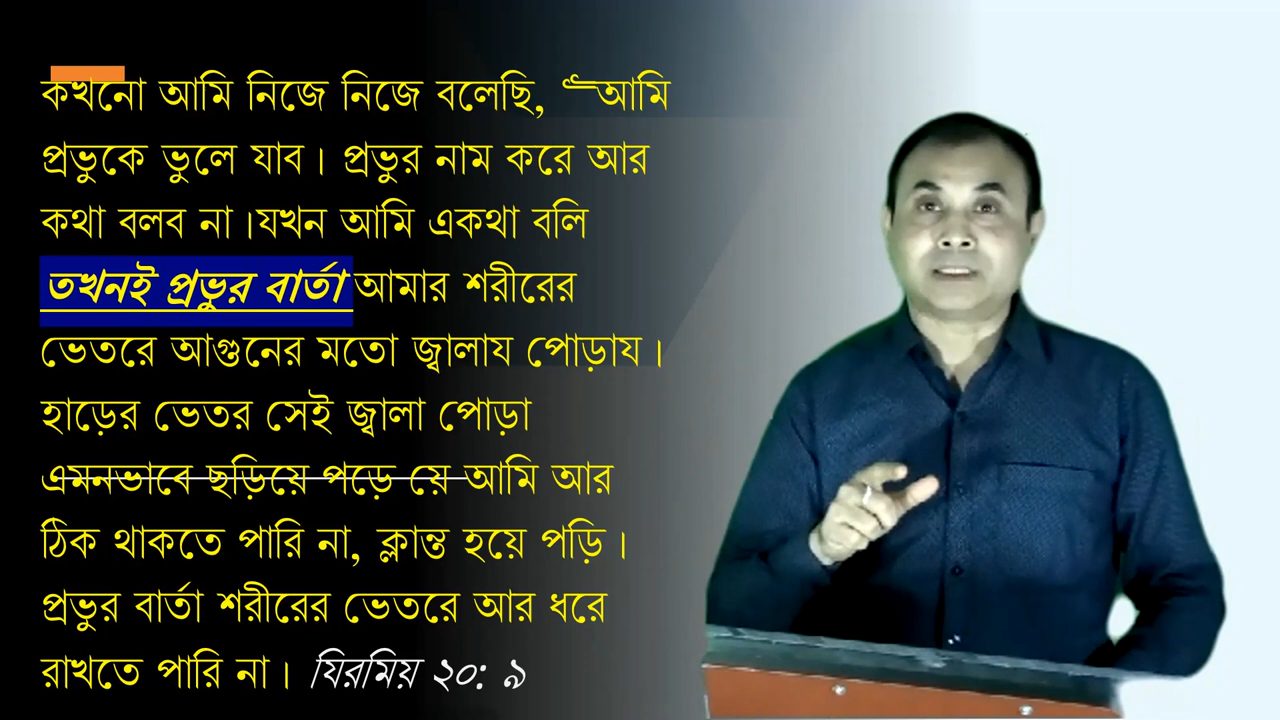 কখনো আমি নিজে নিজে বলেছি, “আমি
প্রভুকে ভুলে যাব। প্রভুর নাম করে আর
কথা বলব না।যখন আমি একথা বলি
তখনই প্রভুর বার্তা আমার শরীরের
ভেতরে আগুনের মতো জ্বালায পোড়ায।
হাড়ের ভেতর সেই জ্বালা পোড়া
এমনভাবে ছড়িয়ে পড়ে য়ে আমি আর
ঠিক থাকতে পারি না, ক্লান্ত হয়ে পড়ি।
প্রভুর বার্তা শরীরের ভেতরে আর ধরে
রাখতে পারি না। যিরমিয় ২০: ৯